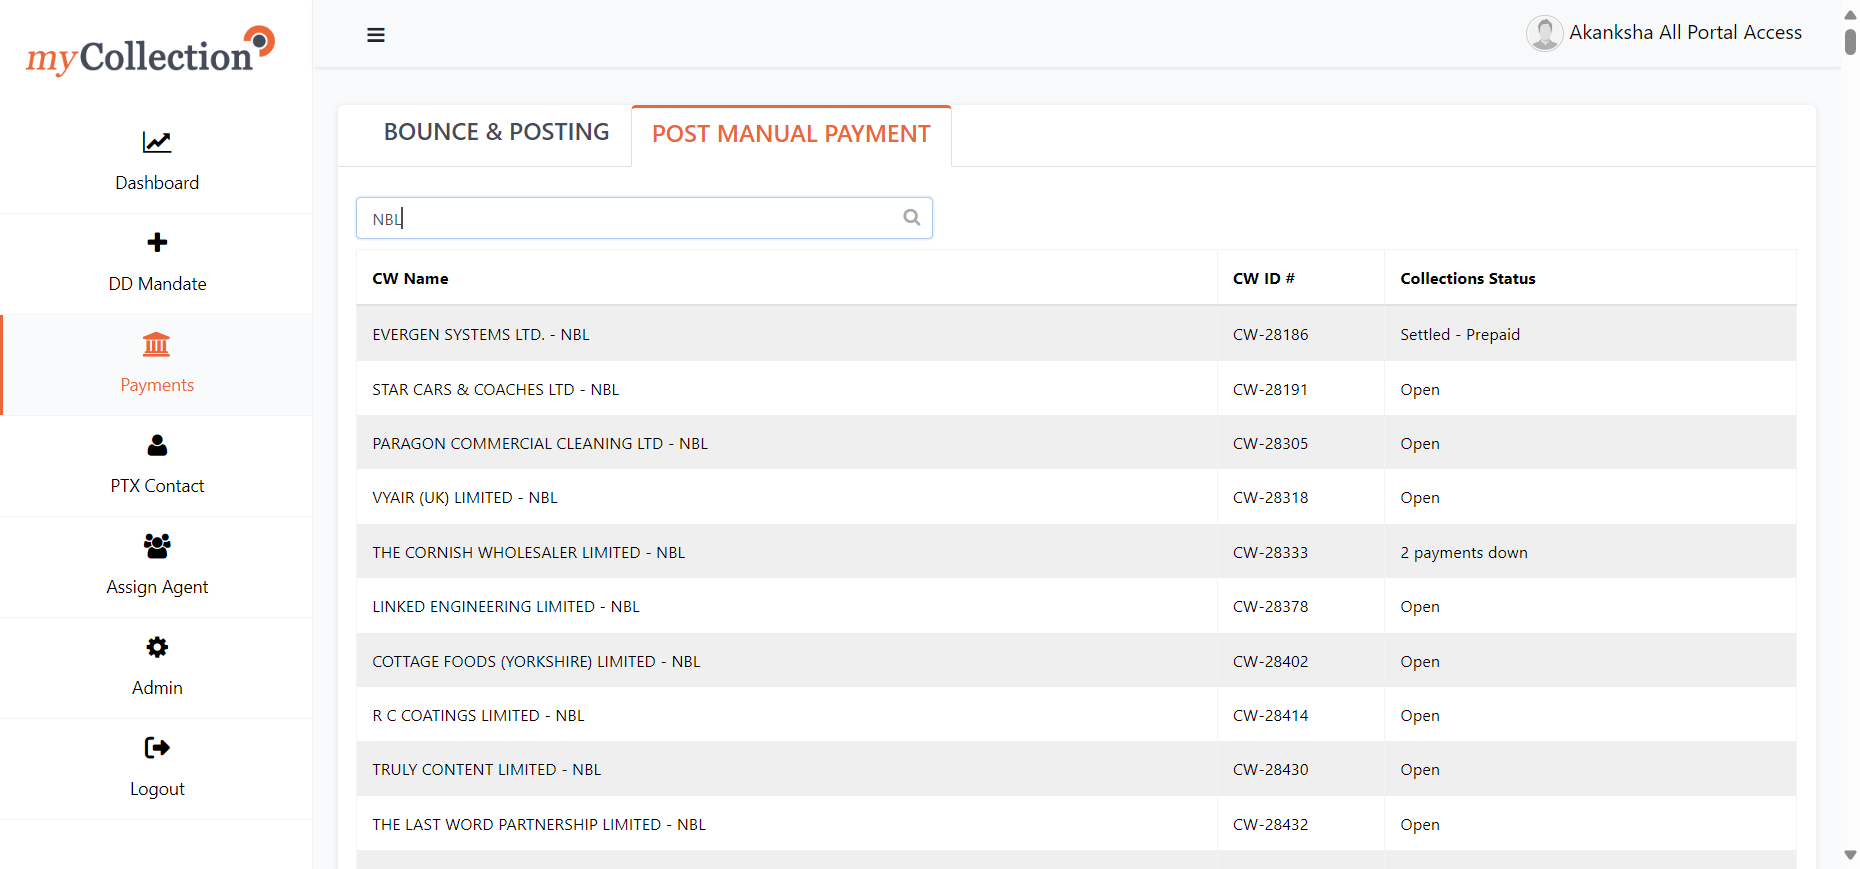 myCollection
Akanksha All Portal Access
Dashboard
DD Mandate
Payments
PTX Contact
Assign Agent
Admin
Logout
BOUNCE & POSTING
POST MANUAL PAYMENT
NBL
CW Name CW ID # Collections Status
EVERGEN SYSTEMS LTD. - NBL CW-28186 Settled - Prepaid
STAR CARS & COACHES LTD - NBL CW-28191 Open
PARAGON COMMERCIAL CLEANING LTD - NBL CW-28305 Open
VYAIR (UK) LIMITED - NBL CW-28318 Open
THE CORNISH WHOLESALER LIMITED - NBL CW-28333 2 payments down
LINKED ENGINEERING LIMITED - NBL CW-28378 Open
COTTAGE FOODS (YORKSHIRE) LIMITED - NBL CW-28402 Open
R C COATINGS LIMITED - NBL CW-28414 Open
TRULY CONTENT LIMITED - NBL CW-28430 Open
THE LAST WORD PARTNERSHIP LIMITED - NBL CW-28432 Open